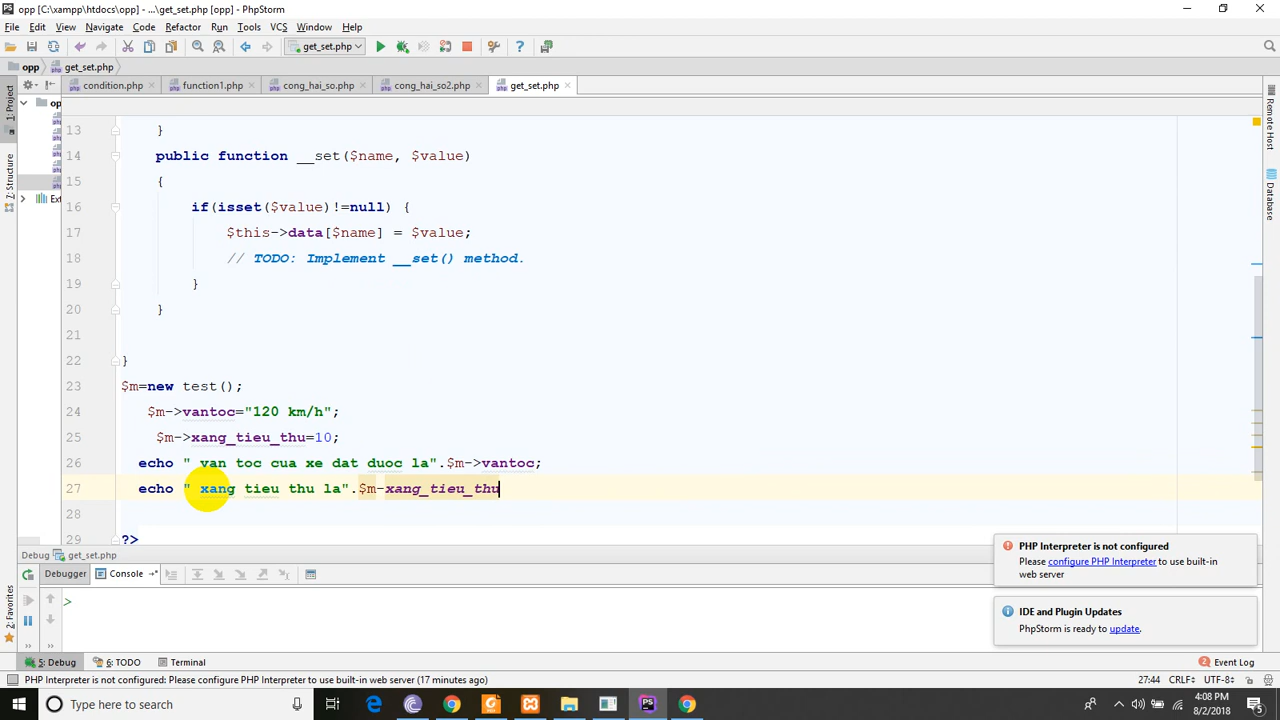 opp [C:\xampp\htdocs\opp] - ...\get_set.php [opp] - PhpStorm
File Edit View Navigate Code Refactor Run Tools VCS Window Help
get_set.php
opp get_set.php
condition.php function1.php cong_hai_so.php cong_hai_so2.php get_set.php
1: Project
7: Structure
2: Favorites
Remote Host
Database
op
Ext
13 }
14 public function __set($name, $value)
15 {
16 if(isset($value)!=null) {
17 $this->data[$name] = $value;
18 // TODO: Implement __set() method.
19 }
20 }
21
22 }
23 $m=new test();
24 $m->vantoc="120 km/h";
25 $m->xang_tieu_thu=10;
26 echo " van toc cua xe dat duoc la".$m->vantoc;
27 echo " xang tieu thu la".$m-xang_tieu_thu
28
29 ?>
Debug get_set.php
Debugger Console
>
PHP Interpreter is not configured
Please configure PHP Interpreter to use built-in
web server
IDE and Plugin Updates
PhpStorm is ready to update.
5: Debug 6: TODO Terminal Event Log
PHP Interpreter is not configured: Please configure PHP Interpreter to use built-in web server (17 minutes ago) 27:44 CRLF÷ UTF-8÷
Type here to search
4:08 PM
8/2/2018